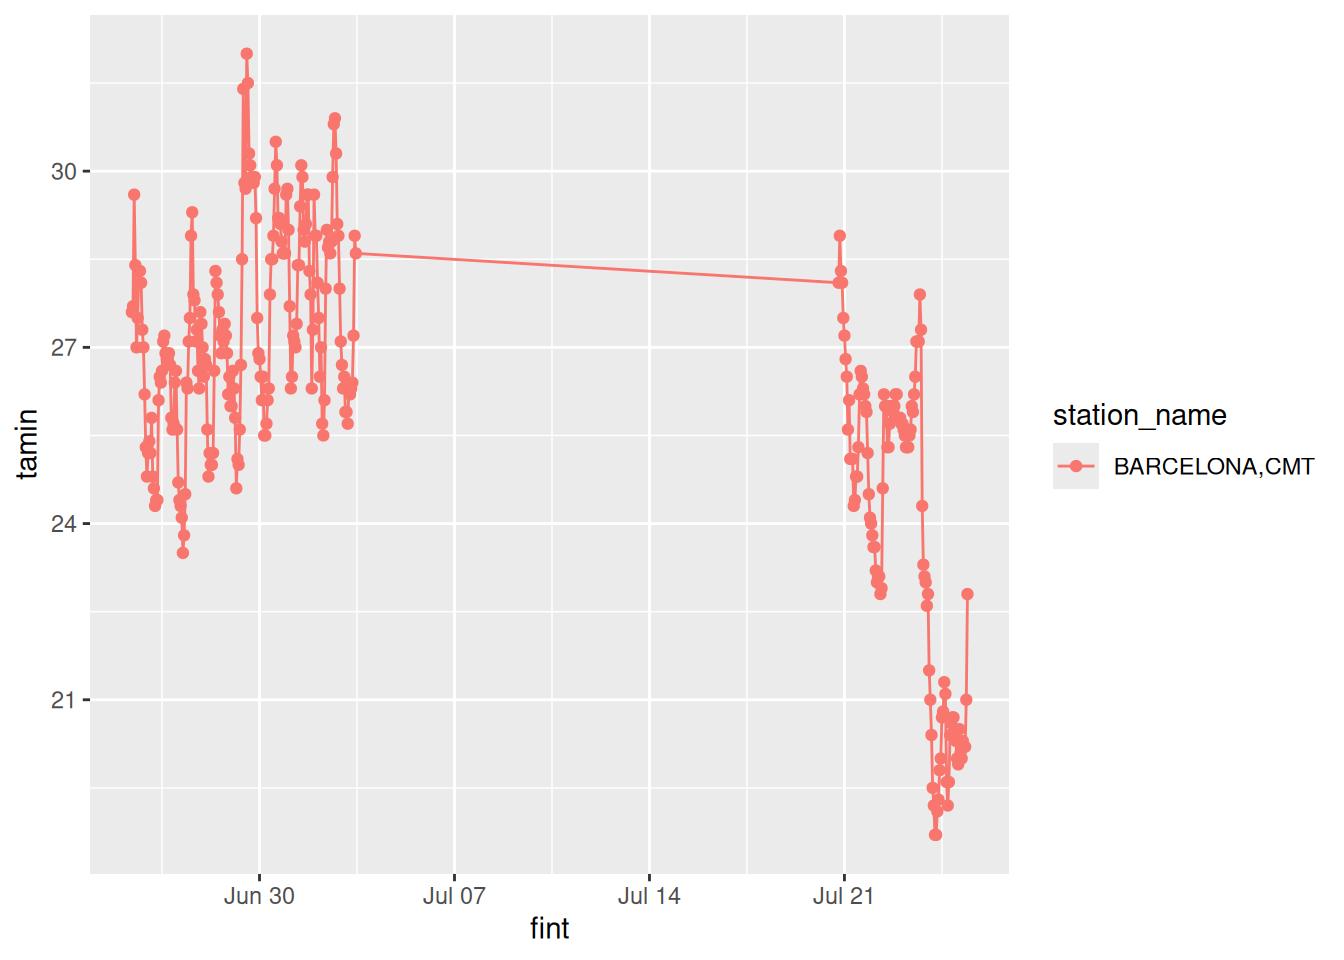 30
27
24
21
tamin
Jun 30
Jul 07
Jul 14
Jul 21
fint
station_name
BARCELONA,CMT